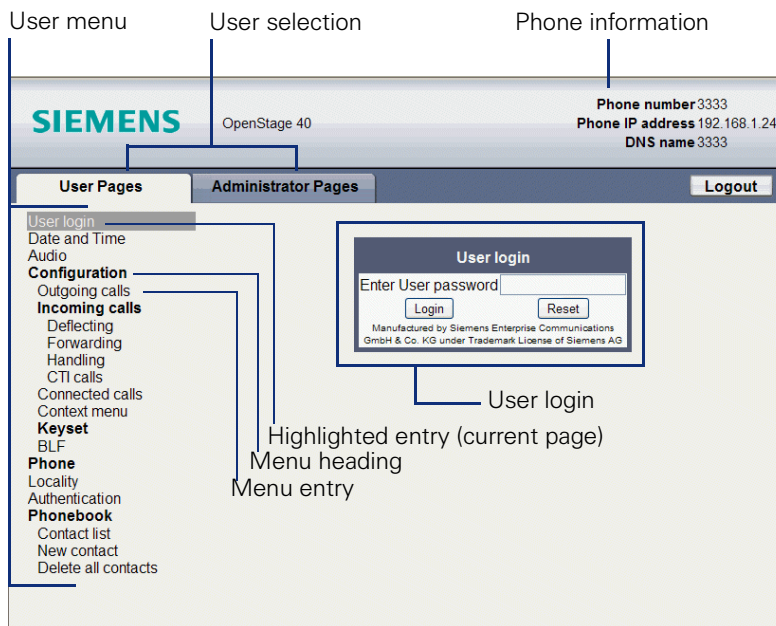 User menu
User selection
Phone information
SIEMENS
OpenStage 40
Phone number 3333
Phone IP address 192.168.1.24
DNS name 3333
User Pages
Administrator Pages
Logout
User login
Date and Time
Audio
Configuration
Outgoing calls
Incoming calls
Deflecting
Forwarding
Handling
CTI calls
Connected calls
Context menu
Keyset
BLF
Phone
Locality
Authentication
Phonebook
Contact list
New contact
Delete all contacts
User login
Enter User password
Login
Reset
Manufactured by Siemens Enterprise Communications
GmbH & Co. KG under Trademark License of Siemens AG
User login
Highlighted entry (current page)
Menu heading
Menu entry